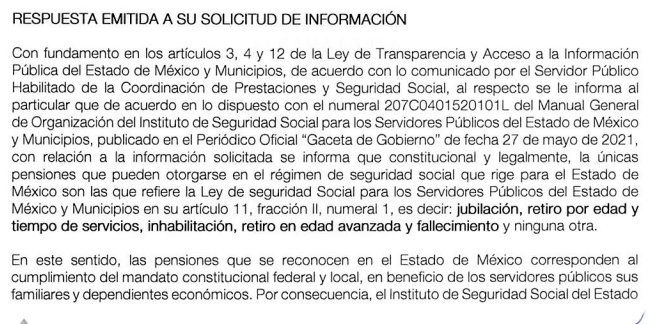 RESPUESTA EMITIDA A SU SOLICITUD DE INFORMACIÓN
Con fundamento en los artículos 3, 4 y 12 de la Ley de Transparencia y Acceso a la Información
Pública del Estado de México y Municipios, de acuerdo con lo comunicado por el Servidor Público
Habilitado de la Coordinación de Prestaciones y Seguridad Social, al respecto se le informa al
particular que de acuerdo en lo dispuesto con el numeral 207C0401520101L del Manual General
de Organización del Instituto de Seguridad Social para los Servidores Públicos del Estado de México
y Municipios, publicado en el Periódico Oficial “Gaceta de Gobierno” de fecha 27 de mayo de 2021,
con relación a la información solicitada se informa que constitucional y legalmente, la únicas
pensiones que pueden otorgarse en el régimen de seguridad social que rige para el Estado de
México son las que refiere la Ley de seguridad Social para los Servidores Públicos del Estado de
México y Municipios en su artículo 11, fracción II, numeral 1, es decir: jubilación, retiro por edad y
tiempo de servicios, inhabilitación, retiro en edad avanzada y fallecimiento y ninguna otra.
En este sentido, las pensiones que se reconocen en el Estado de México corresponden al
cumplimiento del mandato constitucional federal y local, en beneficio de los servidores públicos sus
familiares y dependientes económicos. Por consecuencia, el Instituto de Seguridad Social del Estado